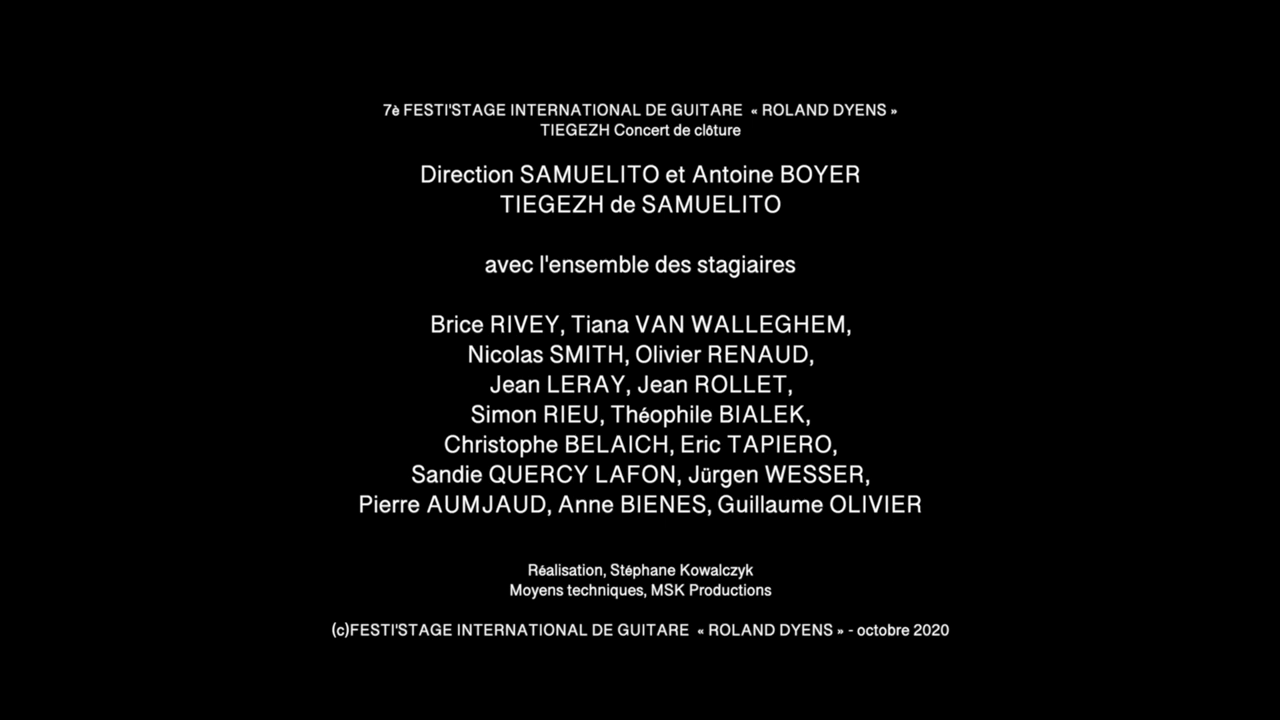 7è FESTI'STAGE INTERNATIONAL DE GUITARE « ROLAND DYENS »
TIEGEZH Concert de clôture
Direction SAMUELITO et Antoine BOYER
TIEGEZH de SAMUELITO
avec l'ensemble des stagiaires
Brice RIVEY, Tiana VAN WALLEGHEM,
Nicolas SMITH, Olivier RENAUD,
Jean LERAY, Jean ROLLET,
Simon RIEU, Théophile BIALEK,
Christophe BELAICH, Eric TAPIERO,
Sandie QUERCY LAFON, Jürgen WESSER,
Pierre AUMJAUD, Anne BIENES, Guillaume OLIVIER
Réalisation, Stéphane Kowalczyk
Moyens techniques, MSK Productions
(c)FESTI'STAGE INTERNATIONAL DE GUITARE « ROLAND DYENS » - octobre 2020